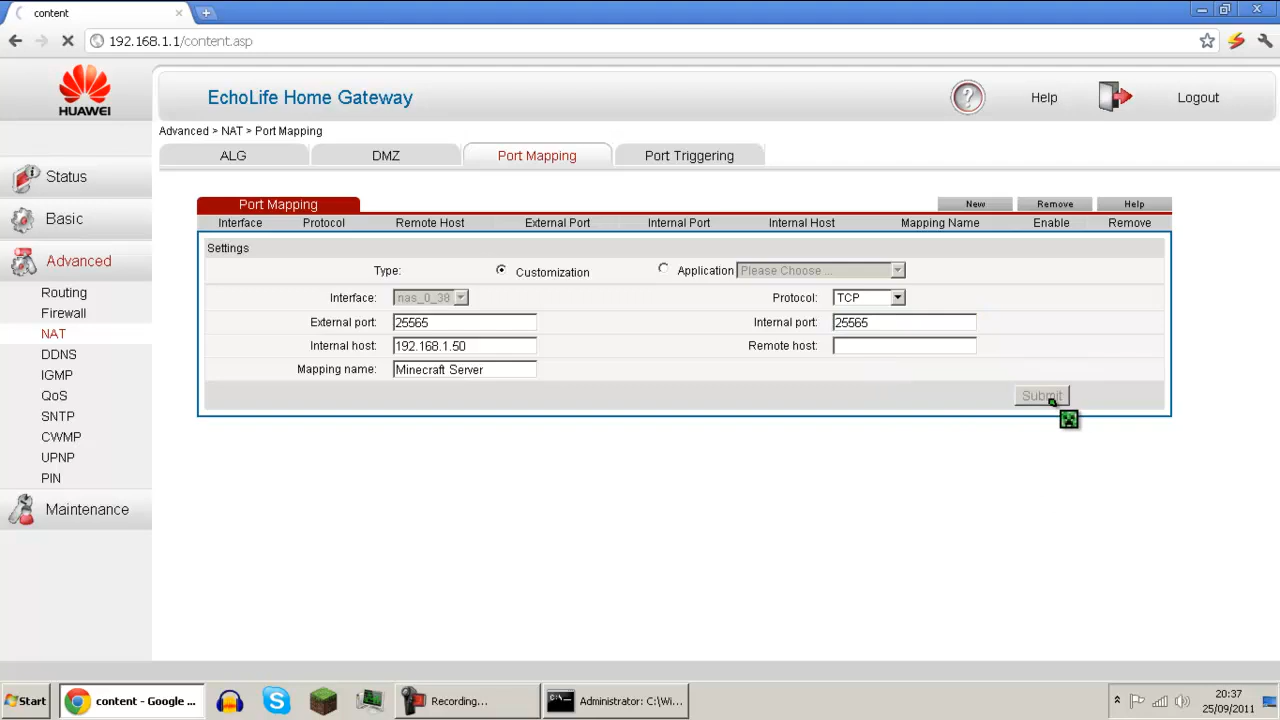 content
192.168.1.1/content.asp
HUAWEI
EchoLife Home Gateway
Help
Logout
Advanced > NAT > Port Mapping
ALG
DMZ
Port Mapping
Port Triggering
Status
Basic
Advanced
Routing
Firewall
NAT
DDNS
IGMP
QoS
SNTP
CWMP
UPNP
PIN
Maintenance
Port Mapping
New
Remove
Help
Interface Protocol Remote Host External Port Internal Port Internal Host Mapping Name Enable Remove
Settings
Type: Customization Application Please Choose ...
Interface: nas_0_38 Protocol: TCP
External port: 25565 Internal port: 25565
Internal host: 192.168.1.50 Remote host:
Mapping name: Minecraft Server
Submit
Start
content - Google ...
Recording...
Administrator: C:\Wi...
20:37
25/09/2011